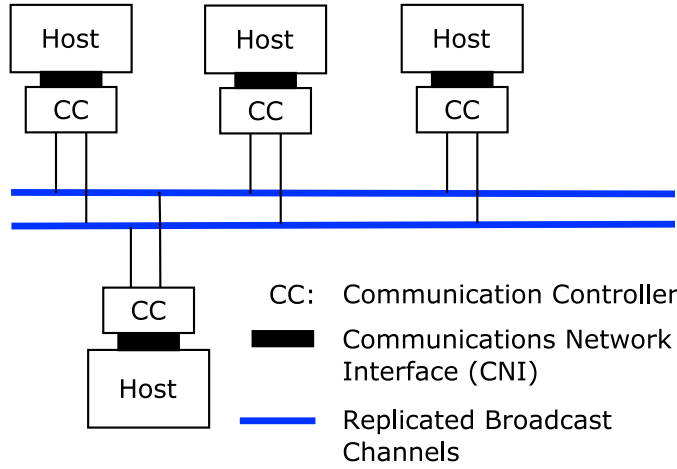 Host
Host
Host
CC
CC
CC
CC
Host
CC: Communication Controller
Communications Network
Interface (CNI)
Replicated Broadcast
Channels